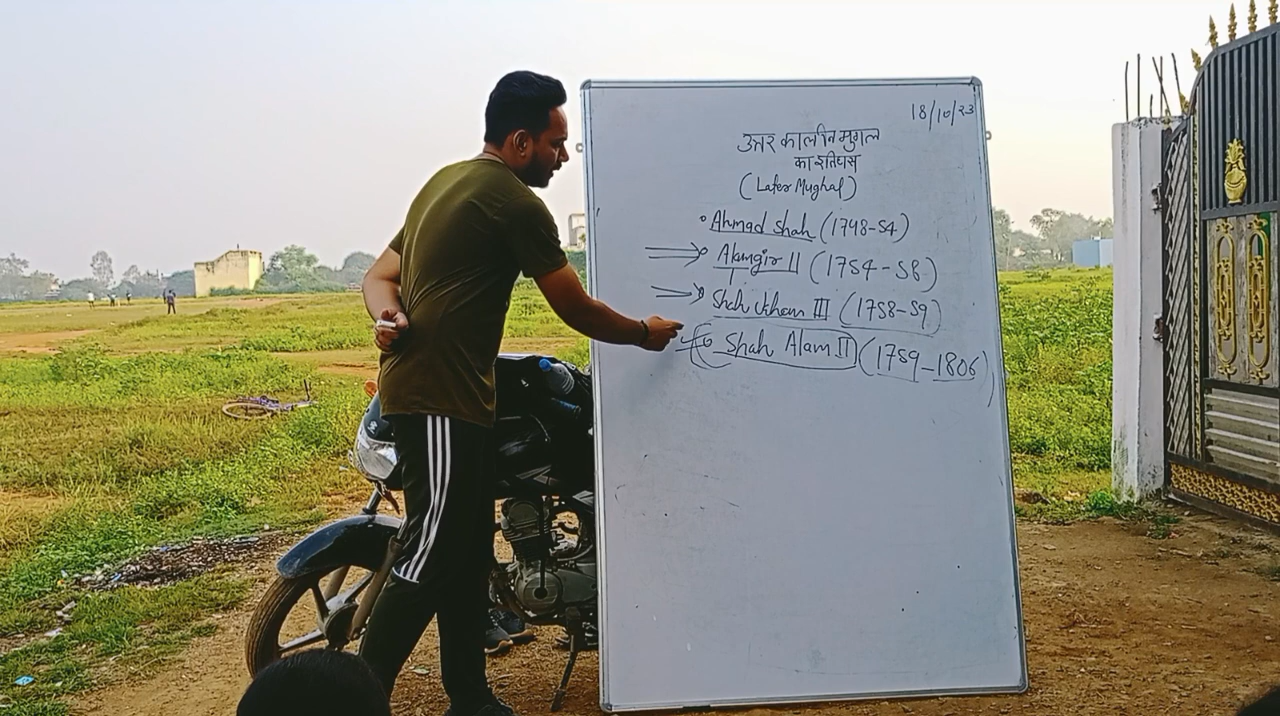 18/10/23
उत्तर कालीन मुगल
का इतिहास
(Later Mughal)
Ahmad Shah (1748-54)
Alamgir II (1754-58)
Shah Jahan III (1758-59)
Shah Alam II (1759-1806)